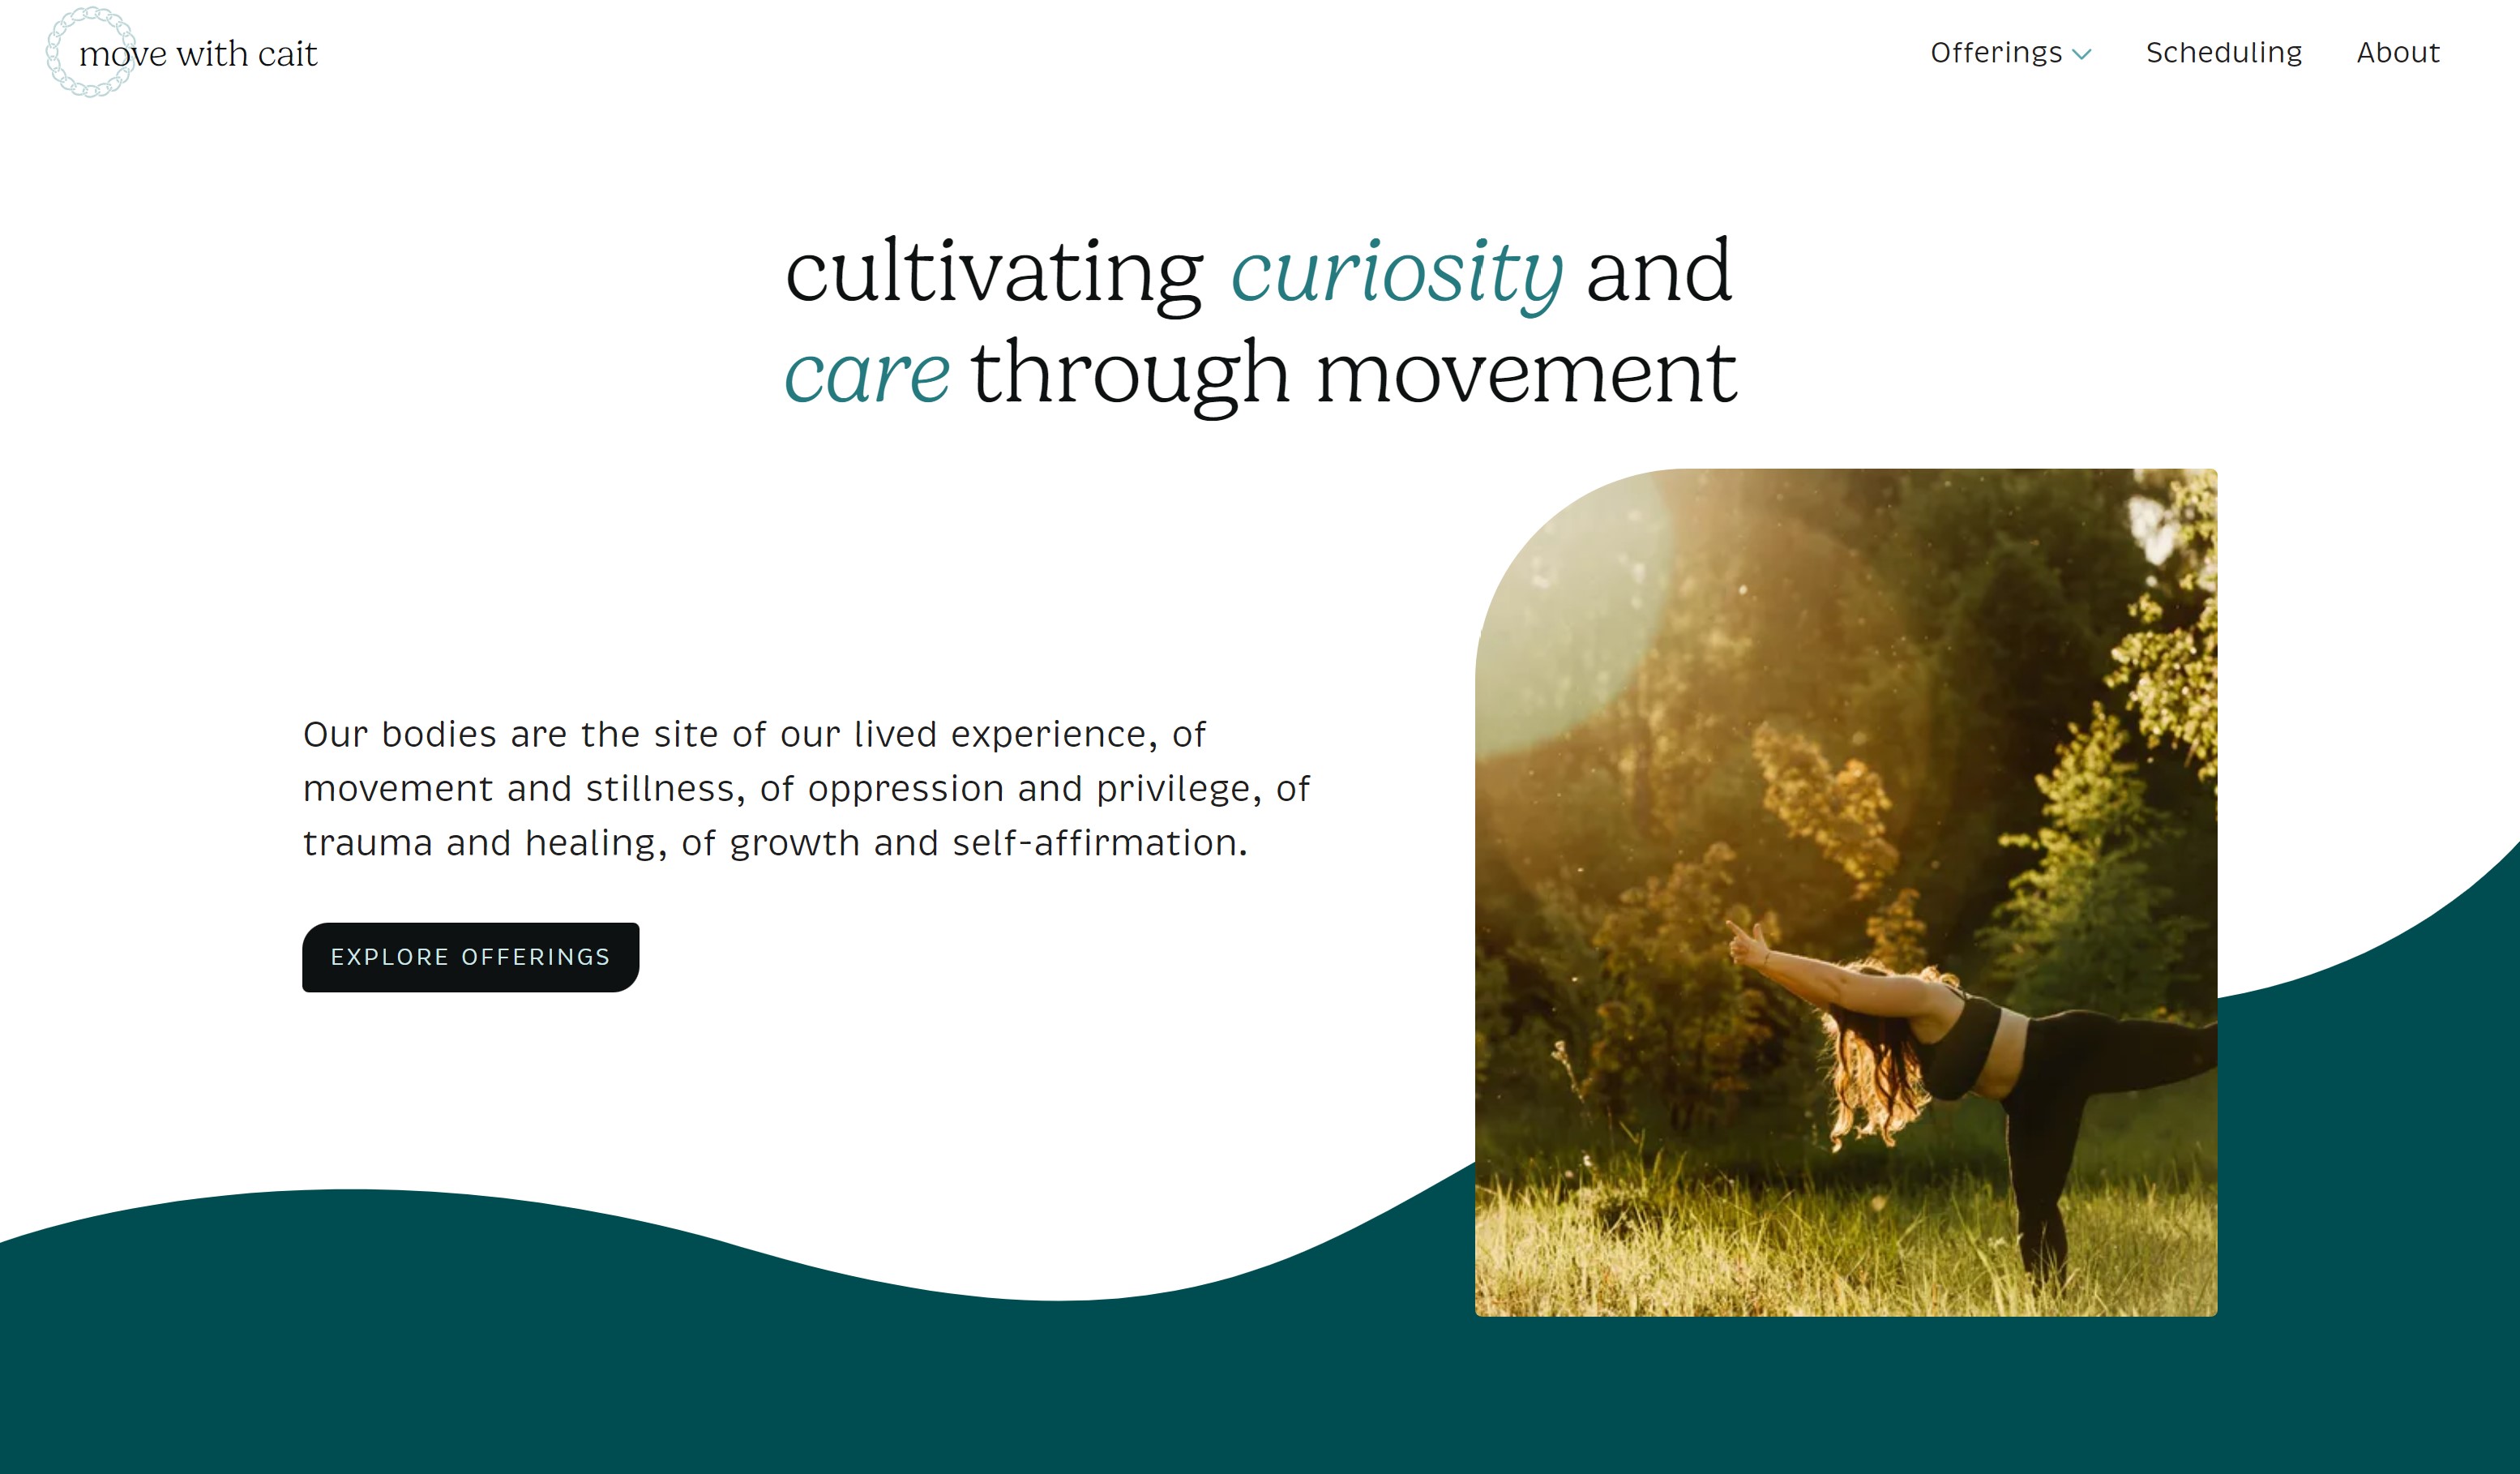 move with cait
Offerings
Scheduling
About
cultivating curiosity and
care through movement
Our bodies are the site of our lived experience, of
movement and stillness, of oppression and privilege, of
trauma and healing, of growth and self-affirmation.
EXPLORE OFFERINGS